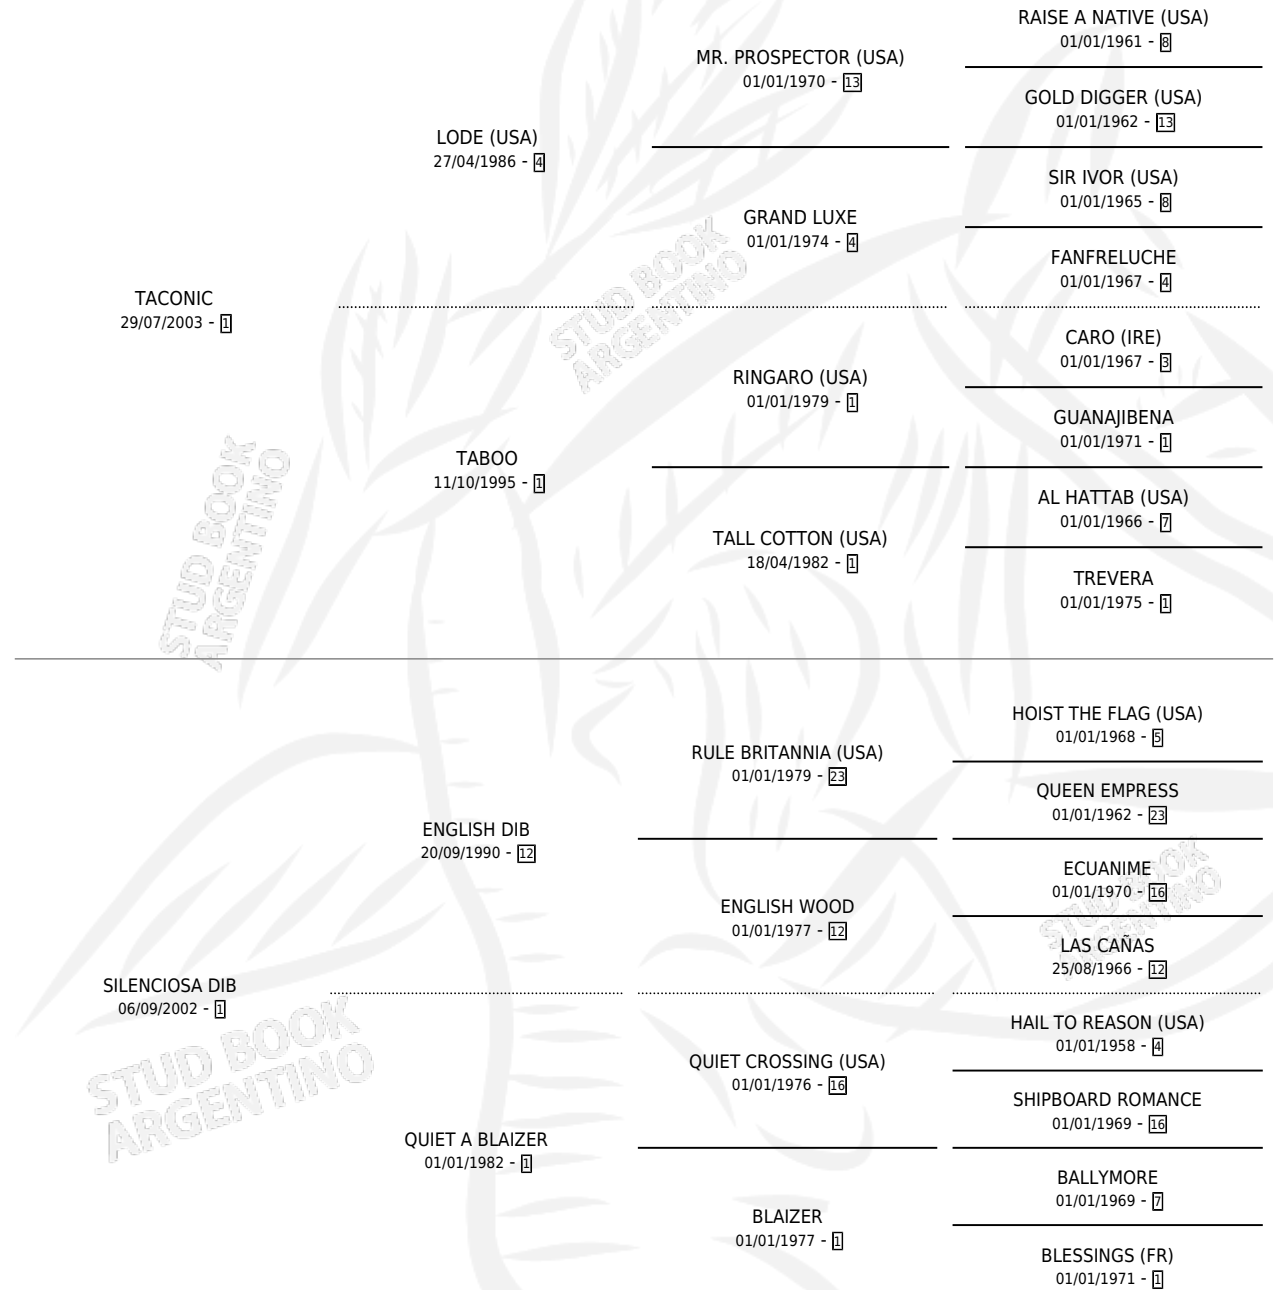 RAISE A NATIVE (USA)
01/01/1961 - 8
MR. PROSPECTOR (USA)
01/01/1970 - 13
GOLD DIGGER (USA)
01/01/1962 - 13
LODE (USA)
27/04/1986 - 4
SIR IVOR (USA)
01/01/1965 - 8
GRAND LUXE
01/01/1974 - 4
FANFRELUCHE
01/01/1967 - 4
TACONIC
29/07/2003 - 1
CARO (IRE)
01/01/1967 - 3
RINGARO (USA)
01/01/1979 - 1
GUANAJIBENA
01/01/1971 - 1
TABOO
11/10/1995 - 1
AL HATTAB (USA)
01/01/1966 - 7
TALL COTTON (USA)
18/04/1982 - 1
TREVERA
01/01/1975 - 1
HOIST THE FLAG (USA)
01/01/1968 - 5
RULE BRITANNIA (USA)
01/01/1979 - 23
QUEEN EMPRESS
01/01/1962 - 23
ENGLISH DIB
20/09/1990 - 12
ECUANIME
01/01/1970 - 16
ENGLISH WOOD
01/01/1977 - 12
LAS CAÑAS
25/08/1966 - 12
SILENCIOSA DIB
06/09/2002 - 1
HAIL TO REASON (USA)
01/01/1958 - 4
QUIET CROSSING (USA)
01/01/1976 - 16
SHIPBOARD ROMANCE
01/01/1969 - 16
QUIET A BLAIZER
01/01/1982 - 1
BALLYMORE
01/01/1969 - 7
BLAIZER
01/01/1977 - 1
BLESSINGS (FR)
01/01/1971 - 1
STUD BOOK
ARGENTINO
STUD BOOK
ARGENTINO
STUD BOOK
ARGENTINO
STUD BOOK
ARGENTINO